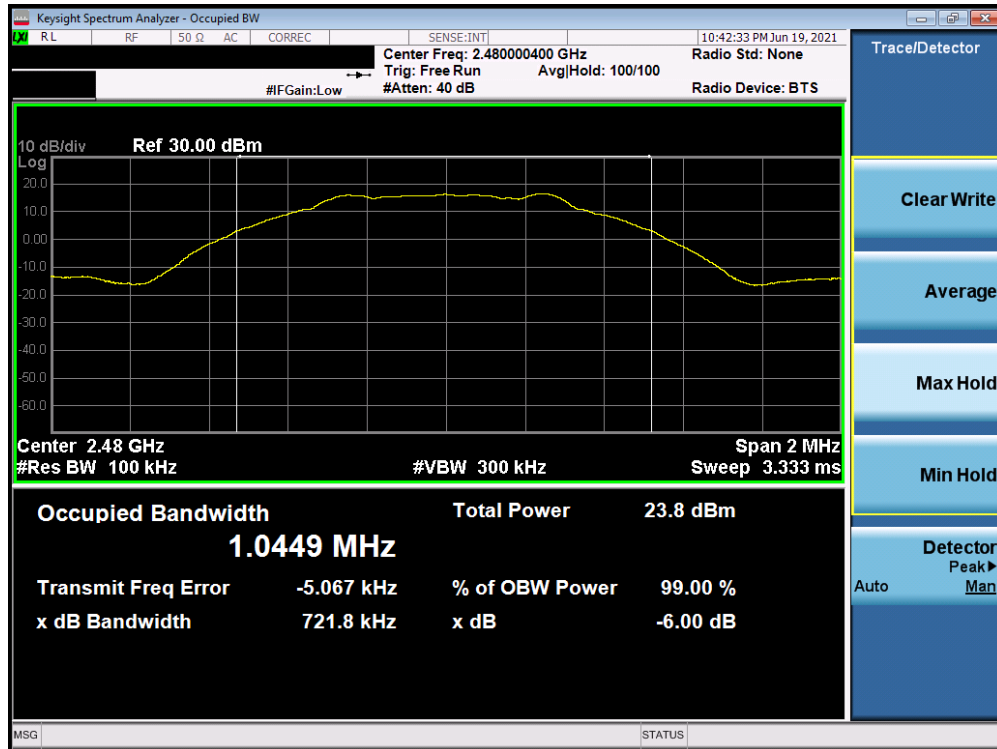 Keysight Spectrum Analyzer - Occupied BW
LXI RL RF 50 Ω AC CORREC SENSE:INT 10:42:33 PM Jun 19, 2021
Center Freq: 2.480000400 GHz Radio Std: None
Trig: Free Run Avg|Hold: 100/100
#IFGain:Low #Atten: 40 dB Radio Device: BTS
Trace/Detector
10 dB/div Ref 30.00 dBm
Log
20.0
10.0
0.00
-10.0
-20.0
-30.0
-40.0
-50.0
-60.0
Center 2.48 GHz Span 2 MHz
#Res BW 100 kHz #VBW 300 kHz Sweep 3.333 ms
Occupied Bandwidth Total Power 23.8 dBm
1.0449 MHz
Transmit Freq Error -5.067 kHz % of OBW Power 99.00 %
x dB Bandwidth 721.8 kHz x dB -6.00 dB
Clear Write
Average
Max Hold
Min Hold
Detector
Peak▶
Auto Man
MSG STATUS